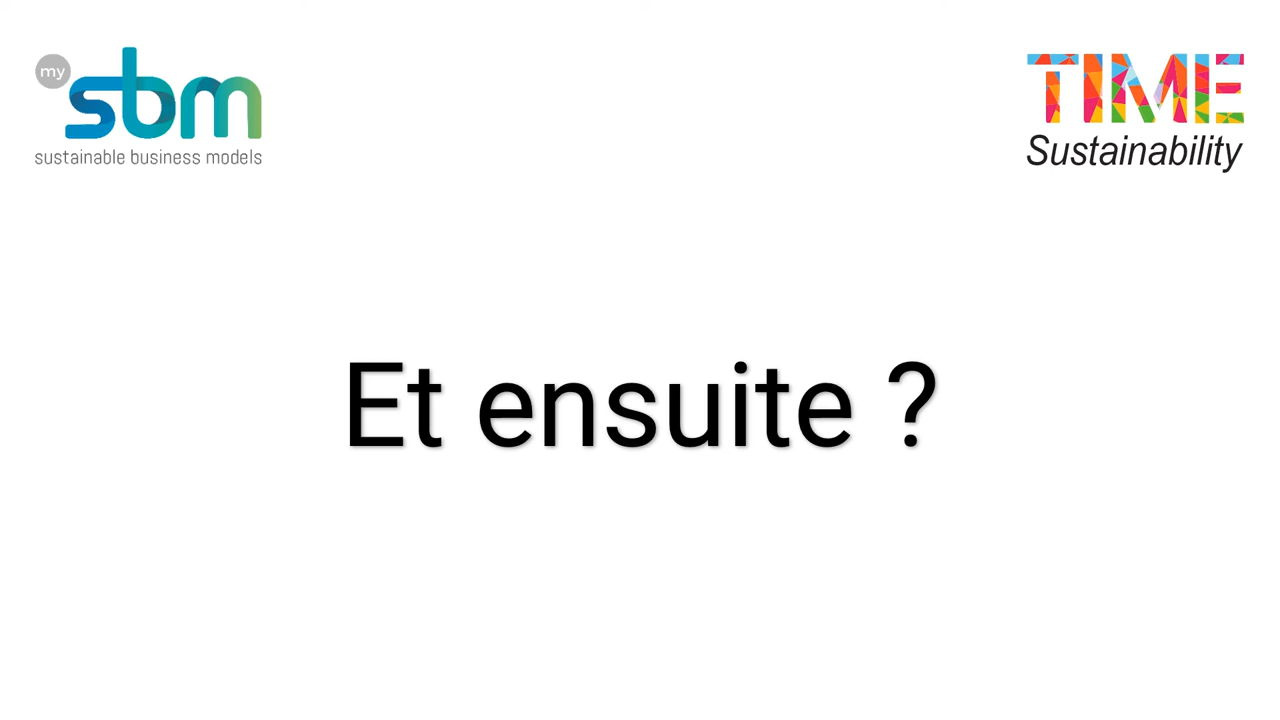 my
sbm
sustainable business models
TIME
Sustainability
Et ensuite ?